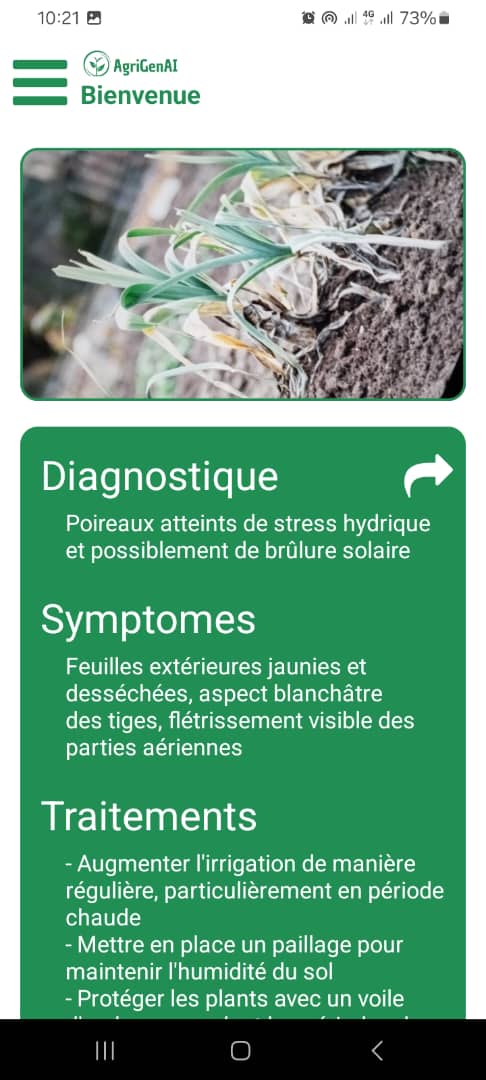 10:21
4G
73%
AgriGenAI
Bienvenue
Diagnostique
Poireaux atteints de stress hydrique
et possiblement de brûlure solaire
Symptomes
Feuilles extérieures jaunies et
desséchées, aspect blanchâtre
des tiges, flétrissement visible des
parties aériennes
Traitements
- Augmenter l'irrigation de manière
régulière, particulièrement en période
chaude
- Mettre en place un paillage pour
maintenir l'humidité du sol
- Protéger les plants avec un voile